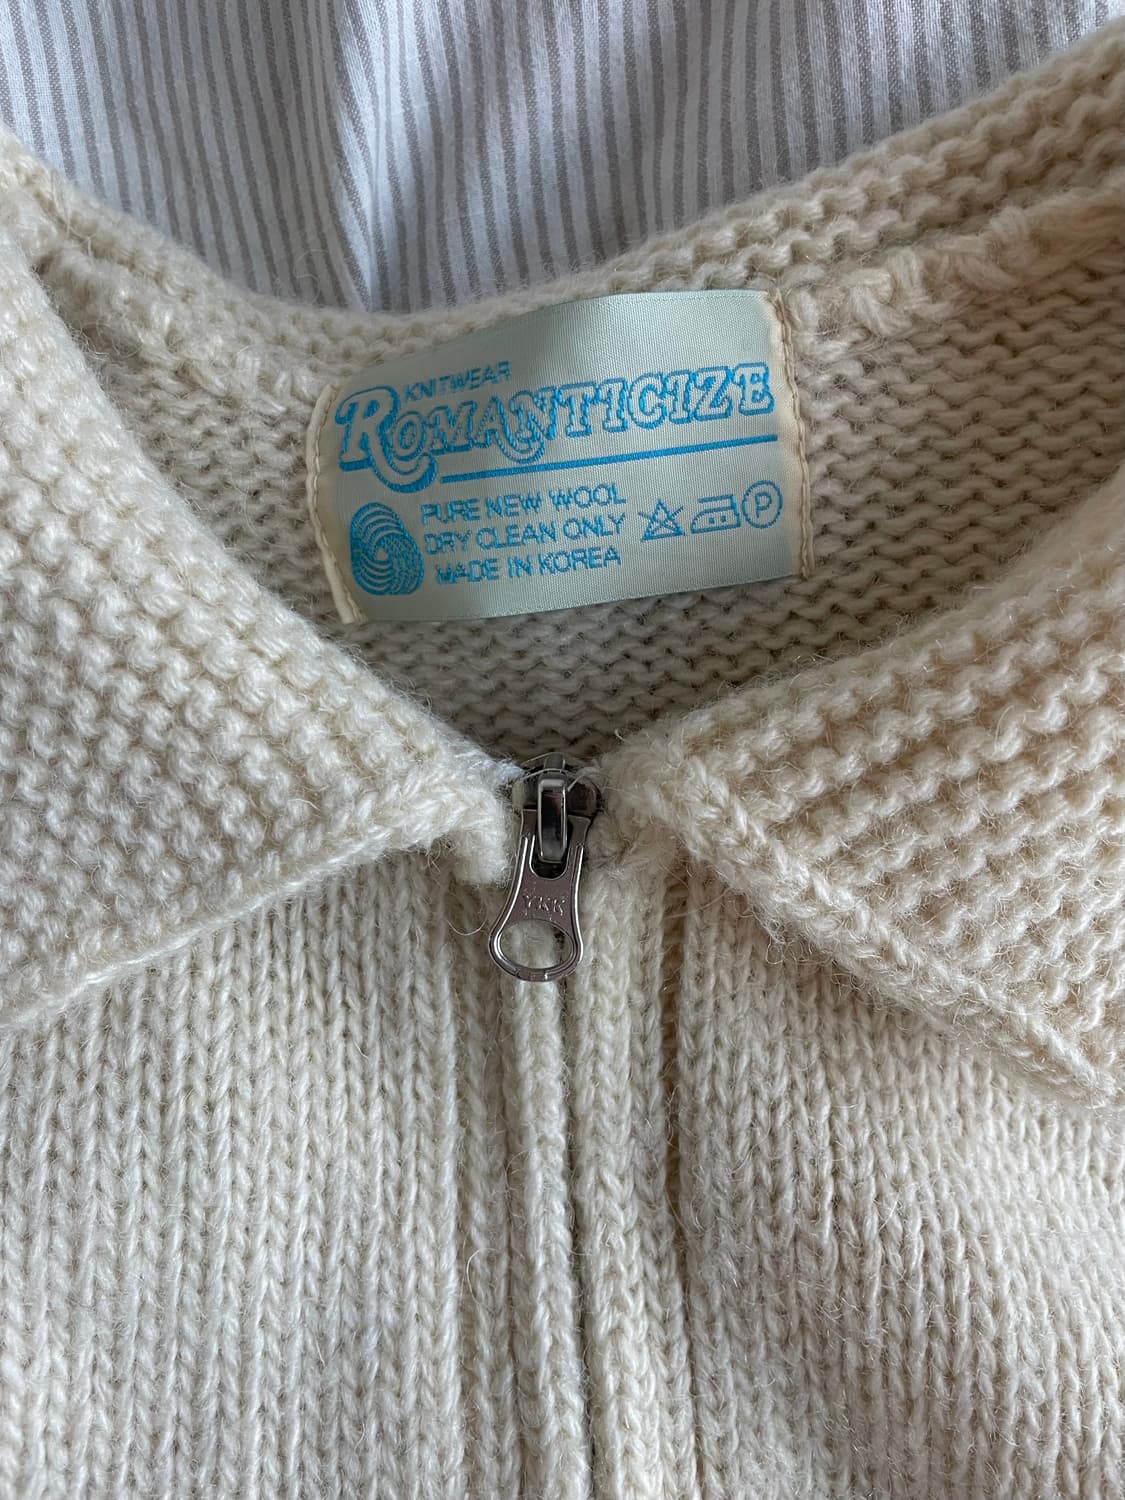 KNITWEAR
ROMANTICIZE
PURE NEW WOOL
DRY CLEAN ONLY
MADE IN KOREA
P
YKK